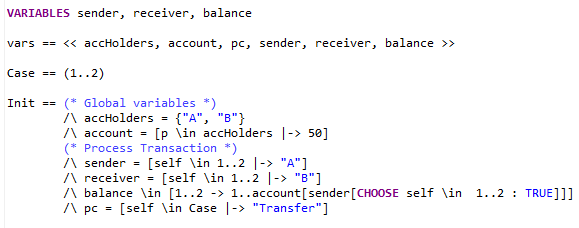 VARIABLES sender, receiver, balance
vars == << accHolders, account, pc, sender, receiver, balance >>
Case == (1..2)
Init == (* Global variables *)
/\ accHolders = {"A", "B"}
/\ account = [p \in accHolders |-> 50]
(* Process Transaction *)
/\ sender = [self \in 1..2 |-> "A"]
/\ receiver = [self \in 1..2 |-> "B"]
/\ balance \in [1..2 -> 1..account[sender[CHOOSE self \in  1..2 : TRUE]]]
/\ pc = [self \in Case |-> "Transfer"]